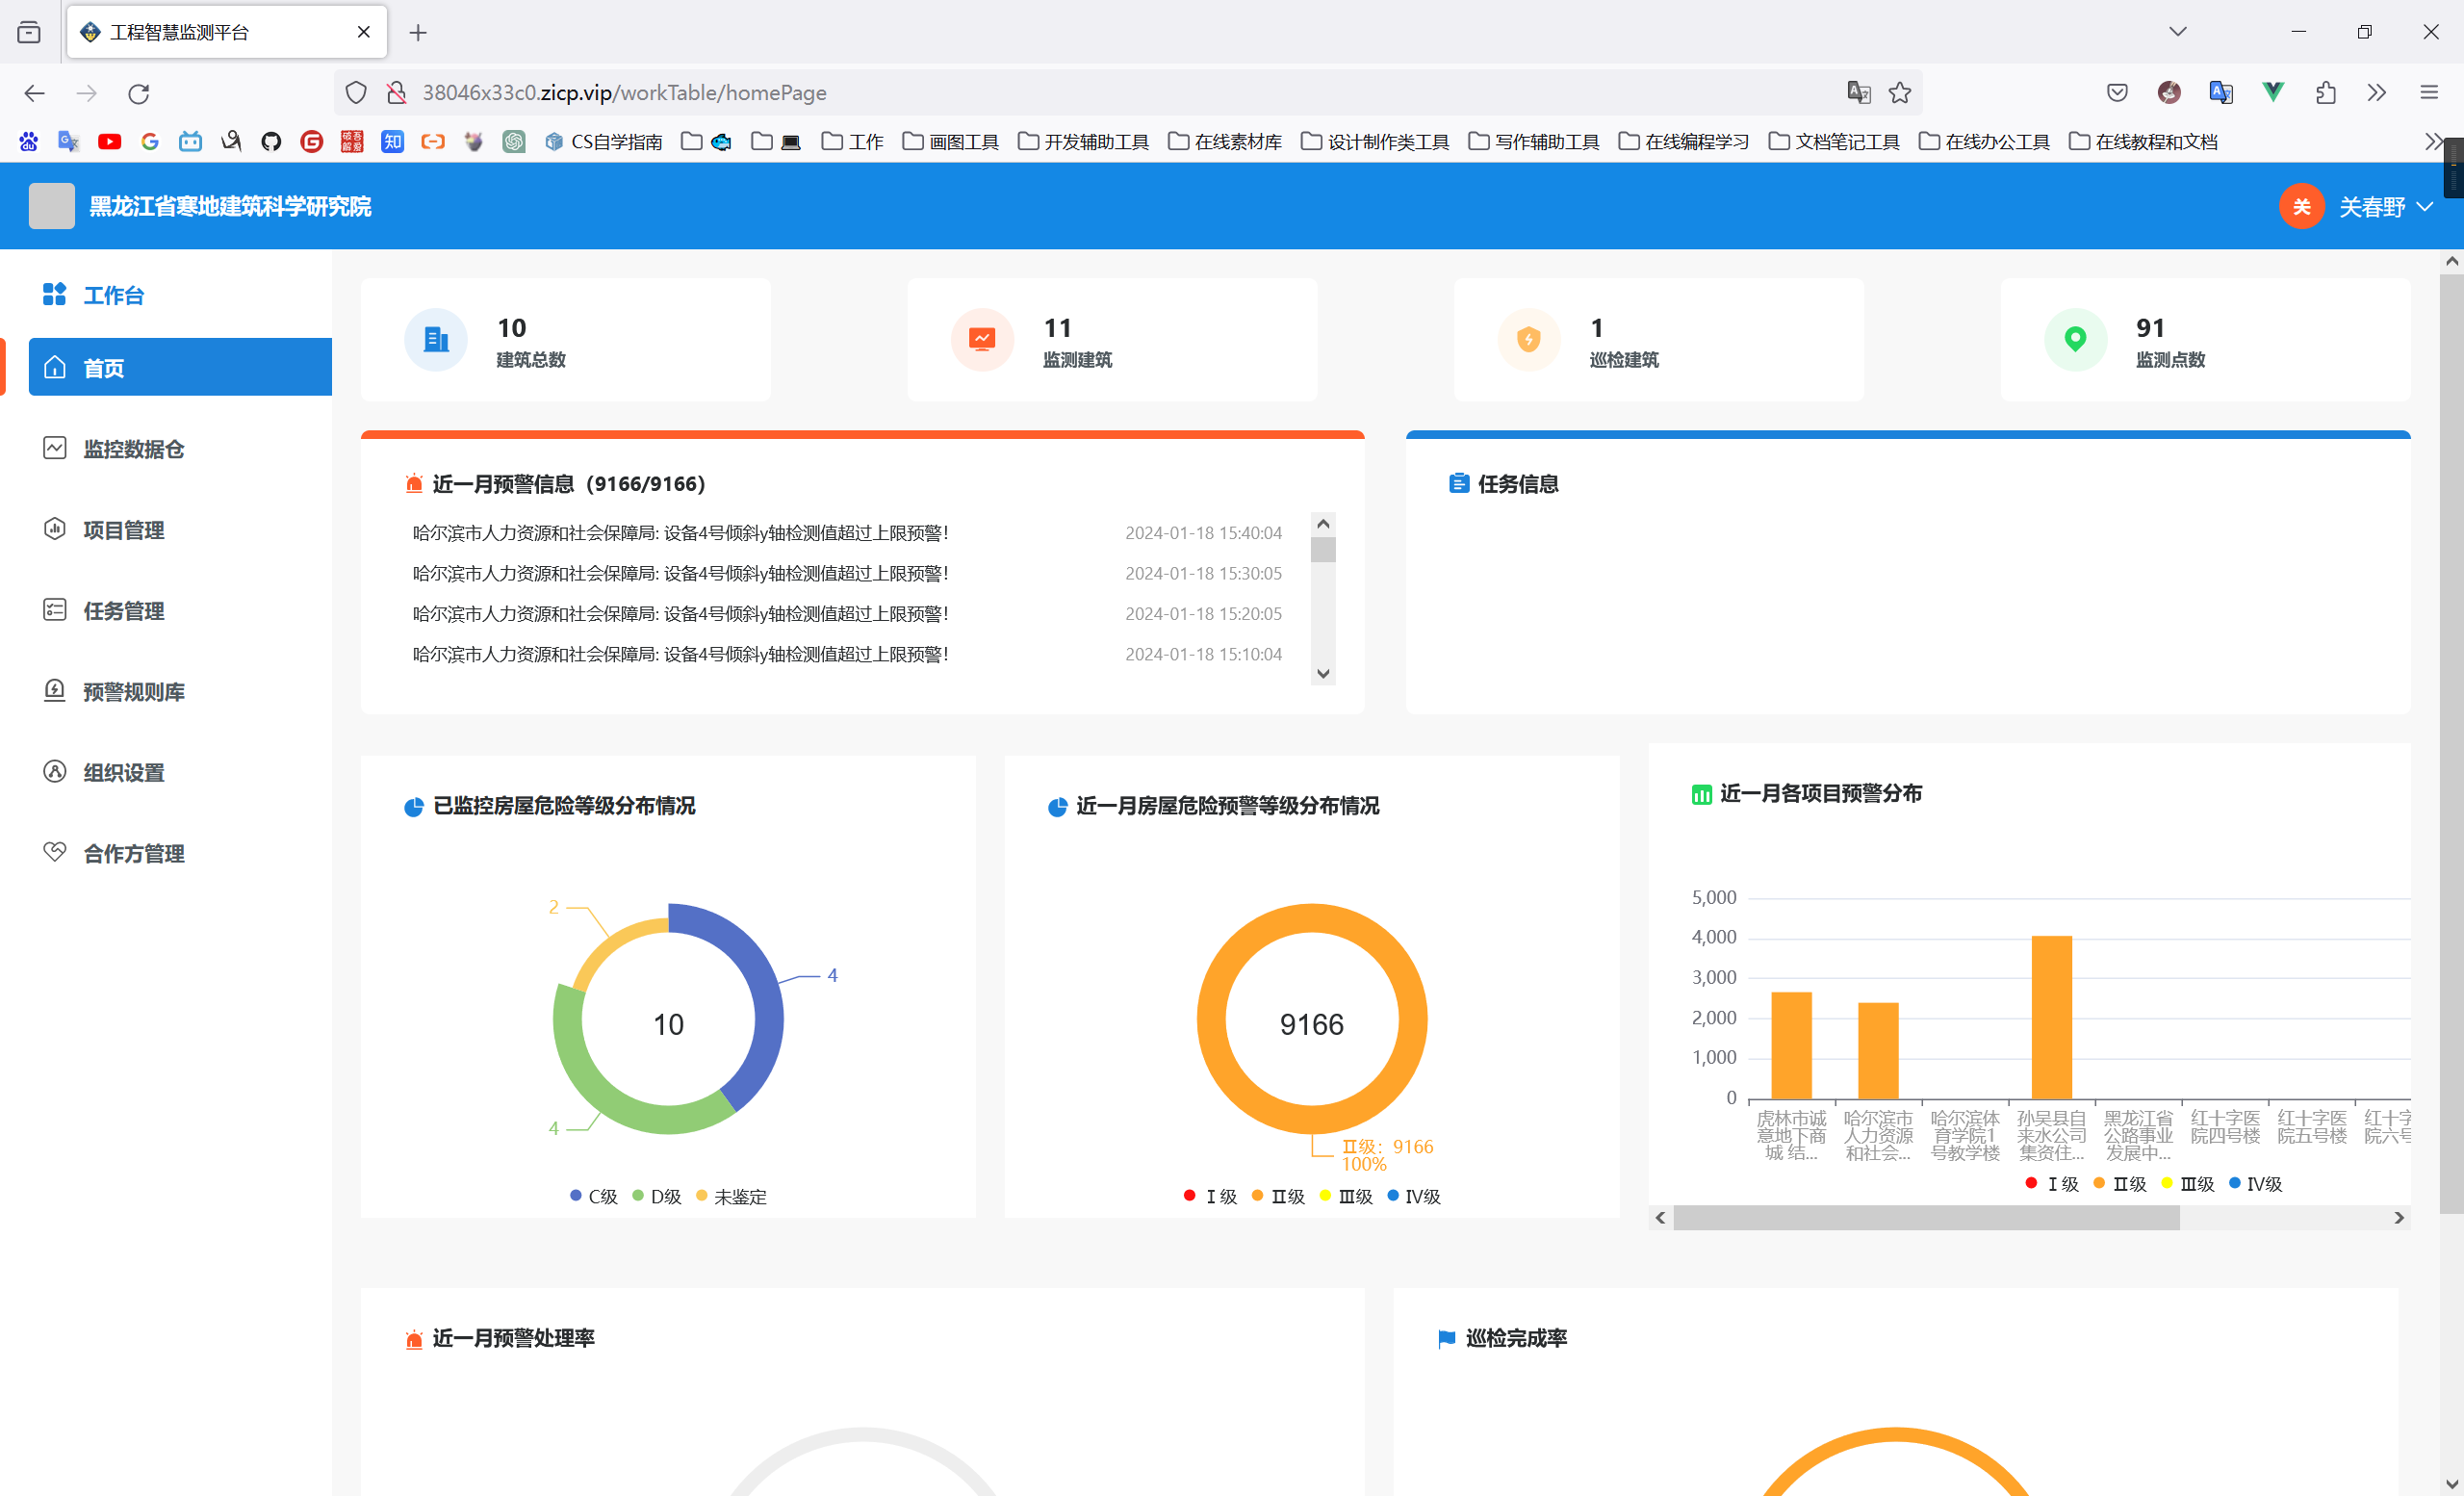 工程智慧监测平台
38046x33c0.zicp.vip/workTable/homePage
CS自学指南 工作 画图工具 开发辅助工具 在线素材库 设计制作类工具 写作辅助工具 在线编程学习 文档笔记工具 在线办公工具 在线教程和文档
黑龙江省寒地建筑科学研究院
关 关春野
工作台
首页
监控数据仓
项目管理
任务管理
预警规则库
组织设置
合作方管理
10
建筑总数
11
监测建筑
1
巡检建筑
91
监测点数
近一月预警信息（9166/9166）
哈尔滨市人力资源和社会保障局: 设备4号倾斜y轴检测值超过上限预警! 2024-01-18 15:40:04
哈尔滨市人力资源和社会保障局: 设备4号倾斜y轴检测值超过上限预警! 2024-01-18 15:30:05
哈尔滨市人力资源和社会保障局: 设备4号倾斜y轴检测值超过上限预警! 2024-01-18 15:20:05
哈尔滨市人力资源和社会保障局: 设备4号倾斜y轴检测值超过上限预警! 2024-01-18 15:10:04
任务信息
已监控房屋危险等级分布情况
2
4
10
4
C级 D级 未鉴定
近一月房屋危险预警等级分布情况
9166
Ⅱ级: 9166
100%
Ⅰ级 Ⅱ级 Ⅲ级 Ⅳ级
近一月各项目预警分布
5,000
4,000
3,000
2,000
1,000
0
虎林市诚
意地下商
城 结...
哈尔滨市
人力资源
和社会...
哈尔滨体
育学院1
号教学楼
孙吴县自
来水公司
集资住...
黑龙江省
公路事业
发展中...
红十字医
院四号楼
红十字医
院五号楼
红十字
院六号
Ⅰ级 Ⅱ级 Ⅲ级 Ⅳ级
近一月预警处理率
巡检完成率